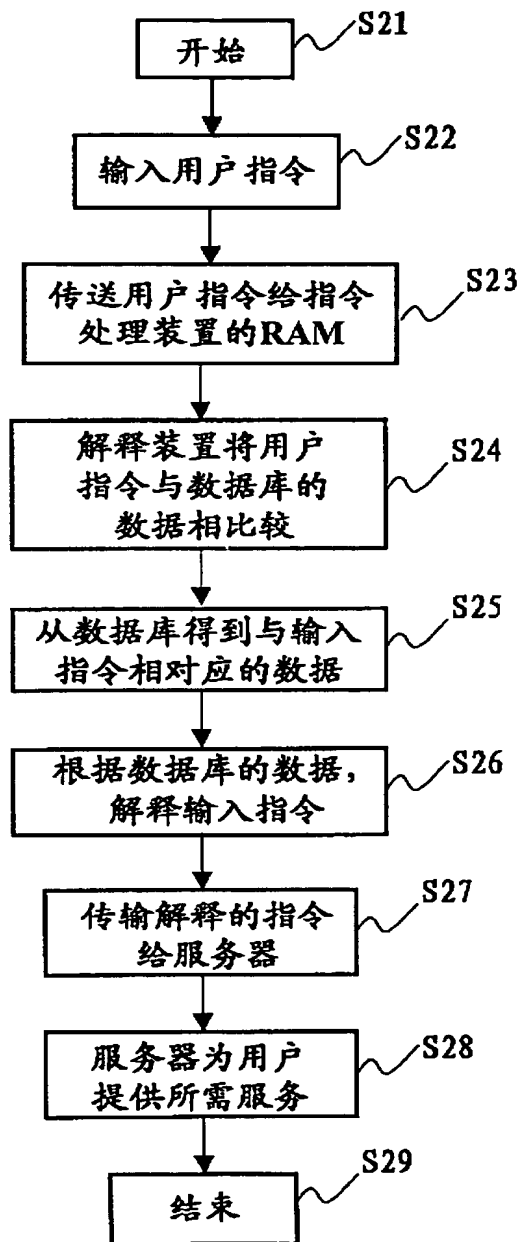 开始
S21
输入用户指令
S22
传送用户指令给指令
处理装置的RAM
S23
解释装置将用户
指令与数据库的
数据相比较
S24
从数据库得到与输入
指令相对应的数据
S25
根据数据库的数据，
解释输入指令
S26
传输解释的指令
给服务器
S27
服务器为用户
提供所需服务
S28
结束
S29